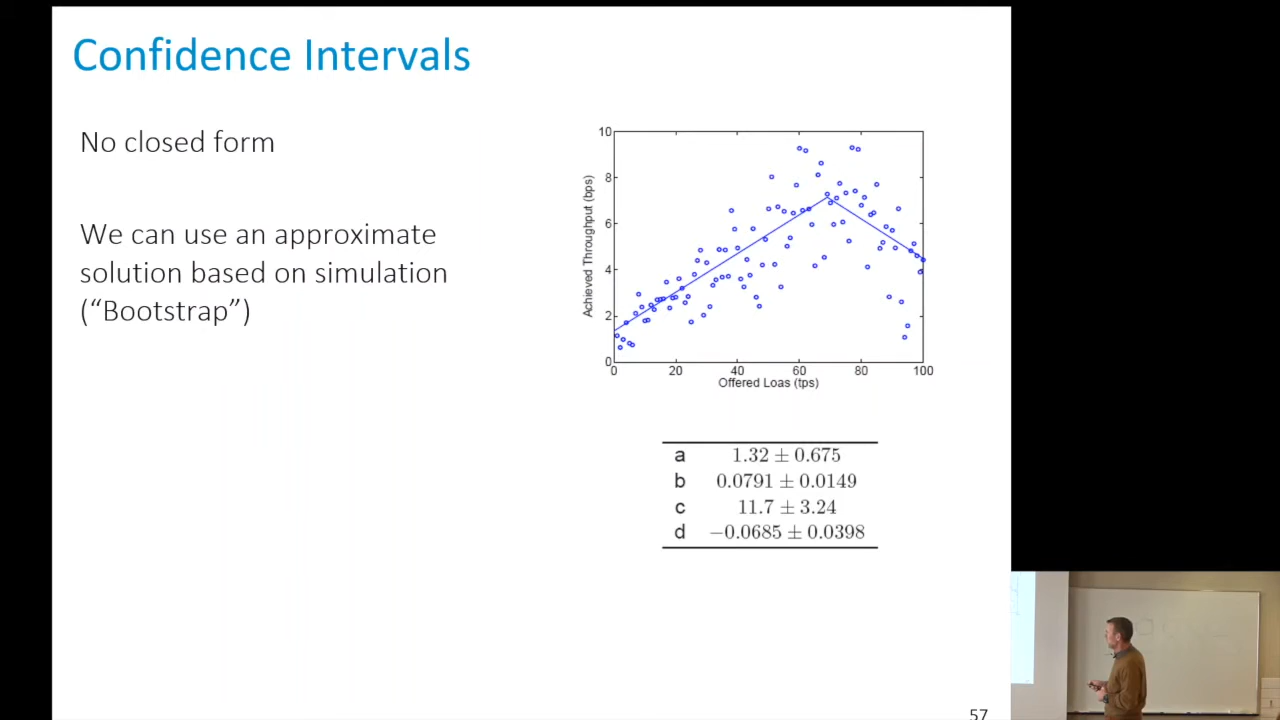 Confidence Intervals
No closed form
We can use an approximate
solution based on simulation
(“Bootstrap”)
10
8
6
4
2
0
Achieved Throughput (bps)
0 20 40 60 80 100
Offered Loas (tps)
a 1.32 ± 0.675
b 0.0791 ± 0.0149
c 11.7 ± 3.24
d −0.0685 ± 0.0398
57